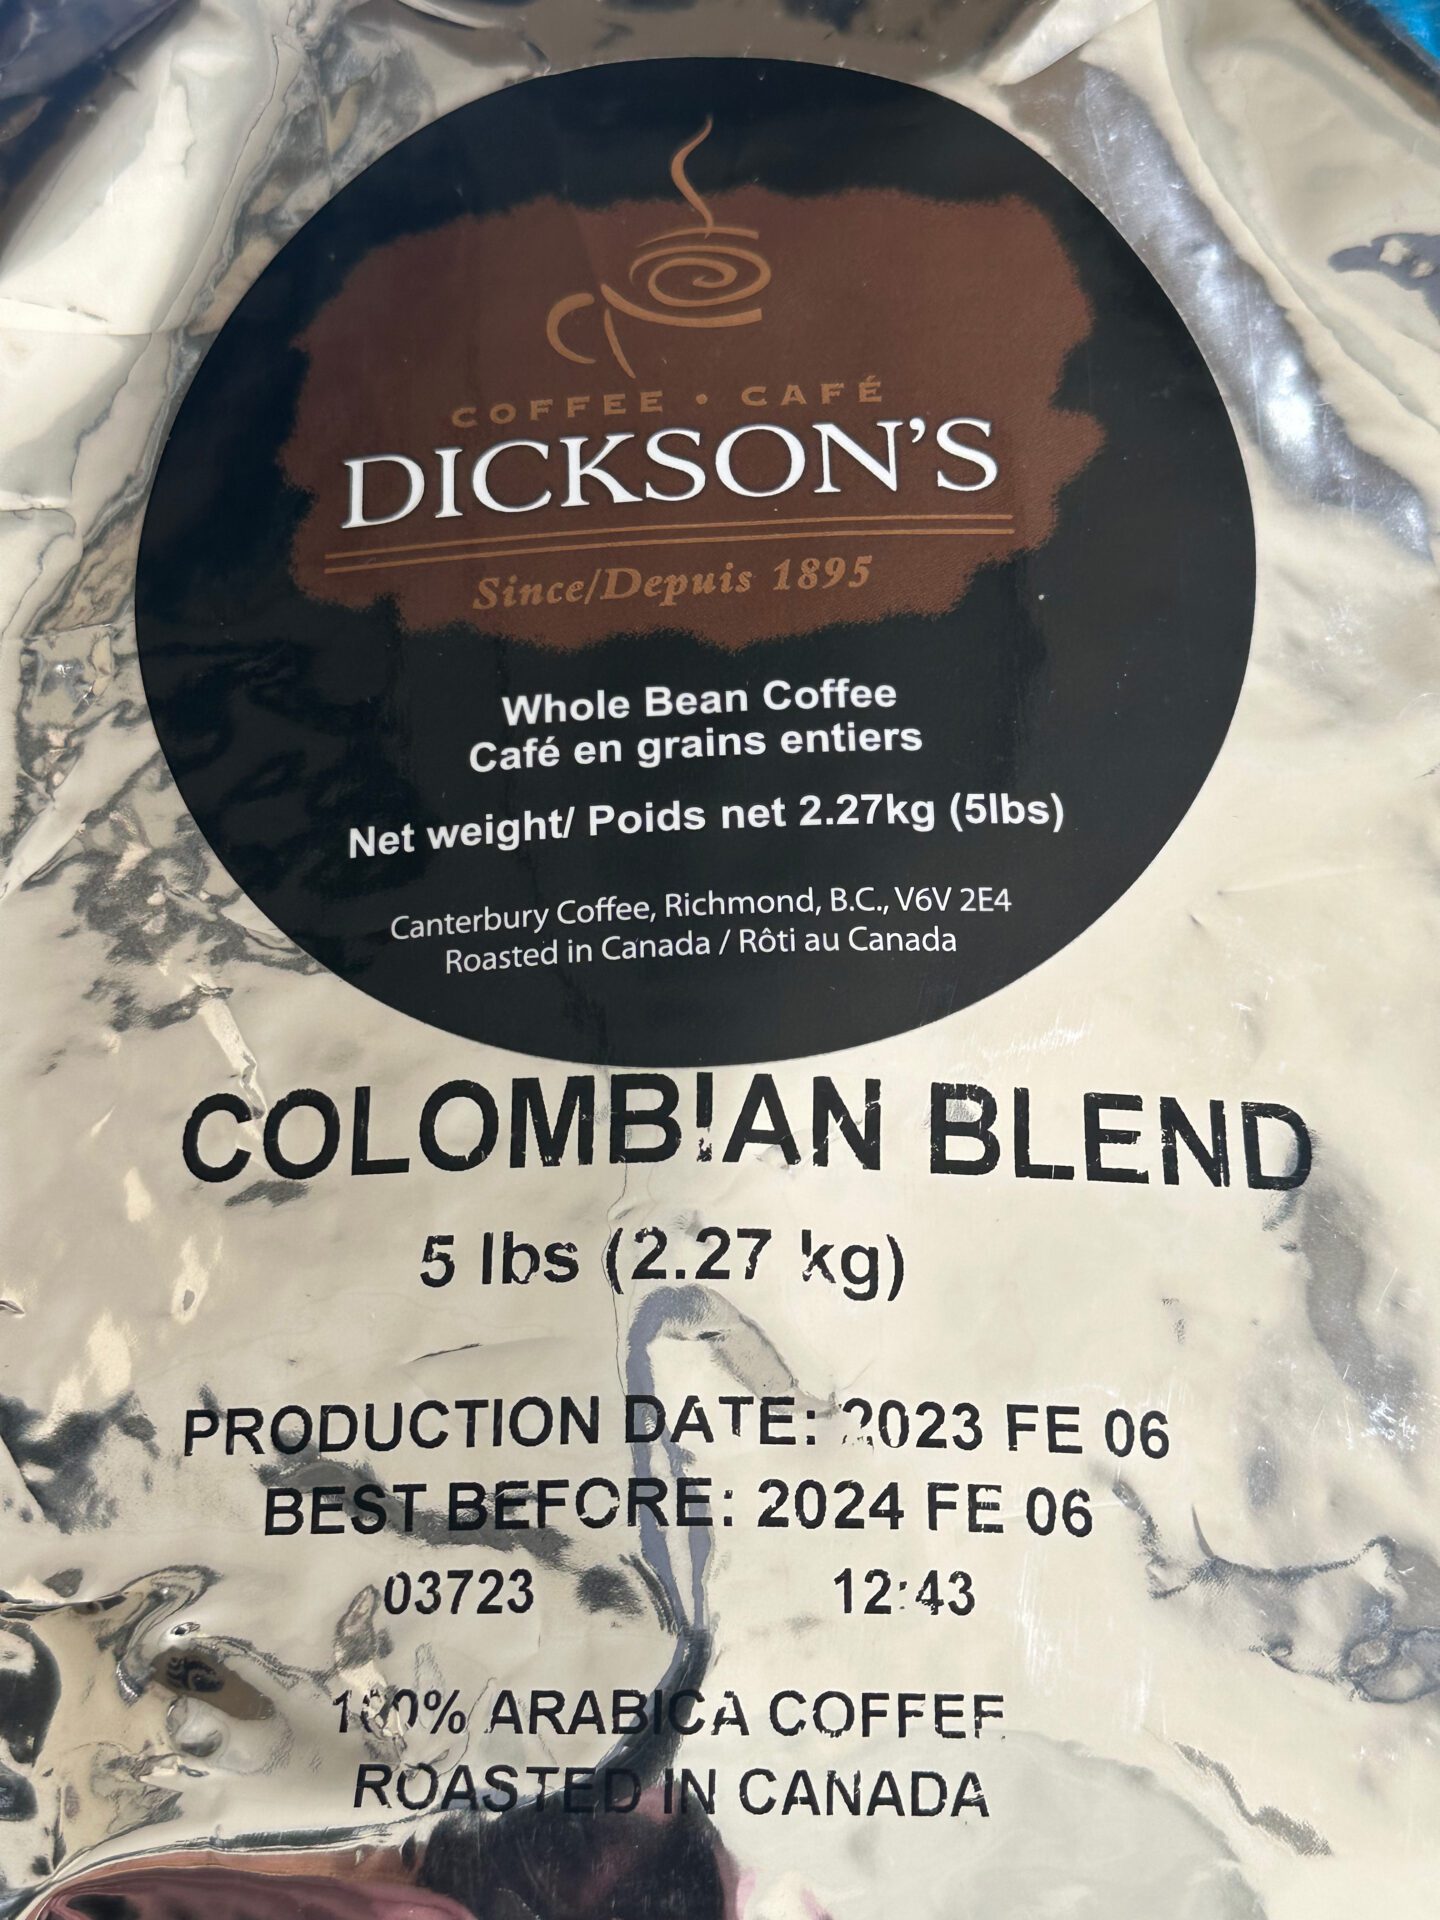 COFFEE • CAFÉ
DICKSON'S
Since/Depuis 1895
Whole Bean Coffee
Café en grains entiers
Net weight/ Poids net 2.27kg (5lbs)
Canterbury Coffee, Richmond, B.C., V6V 2E4
Roasted in Canada / Rôti au Canada
COLOMBIAN BLEND
5 lbs (2.27 kg)
PRODUCTION DATE: 2023 FE 06
BEST BEFORE: 2024 FE 06
03723 12:43
100% ARABICA COFFEE
ROASTED IN CANADA